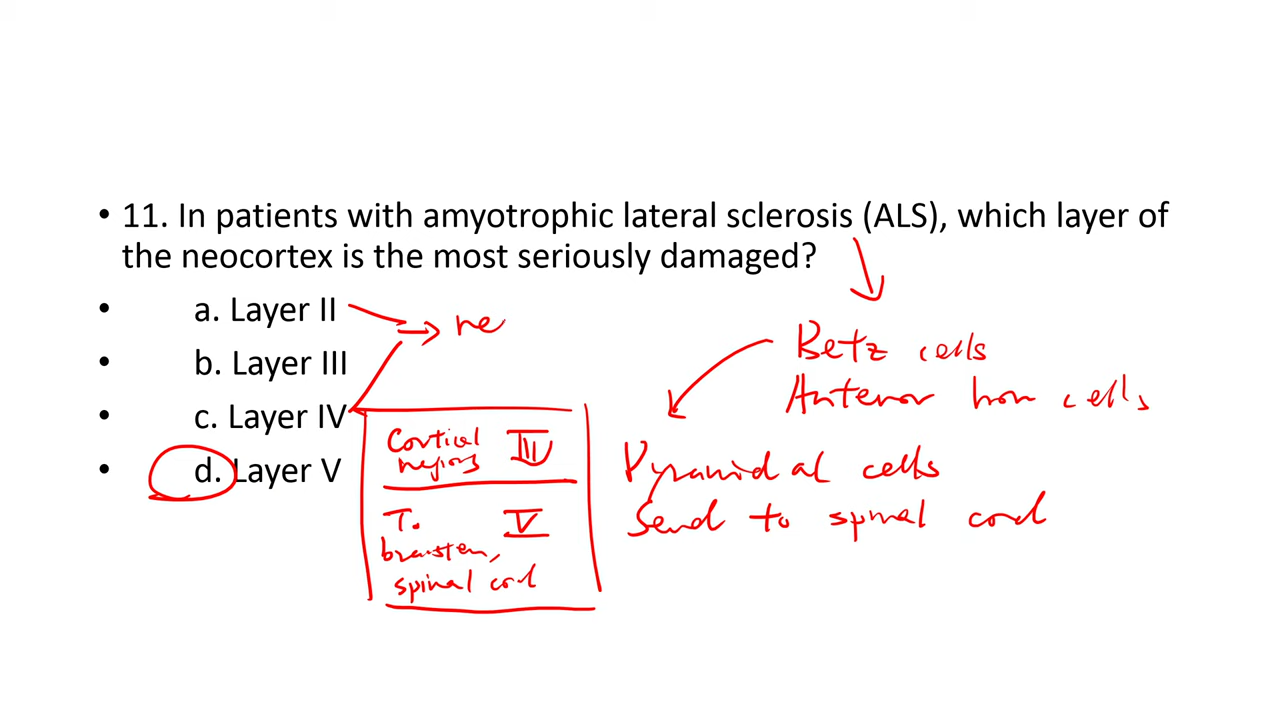 • 11. In patients with amyotrophic lateral sclerosis (ALS), which layer of
the neocortex is the most seriously damaged?
• a. Layer II
re
• b. Layer III
Betz cells
Anterior horn cells
• c. Layer IV
Cortical III
regions
Pyramidal cells
• d. Layer V
To V
brainstem,
spinal cord
Send to spinal cord